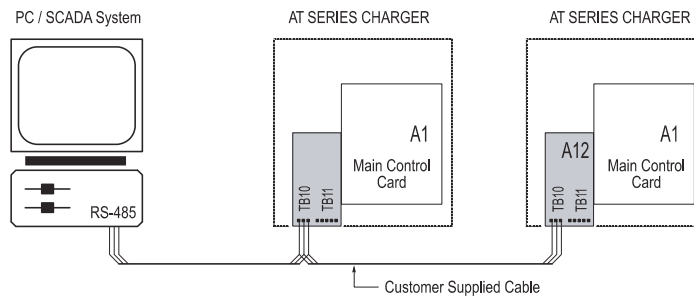 PC / SCADA System
AT SERIES CHARGER
AT SERIES CHARGER
A1
Main Control
Card
TB10
TB11
A12
A1
Main Control
Card
TB10
TB11
RS-485
Customer Supplied Cable